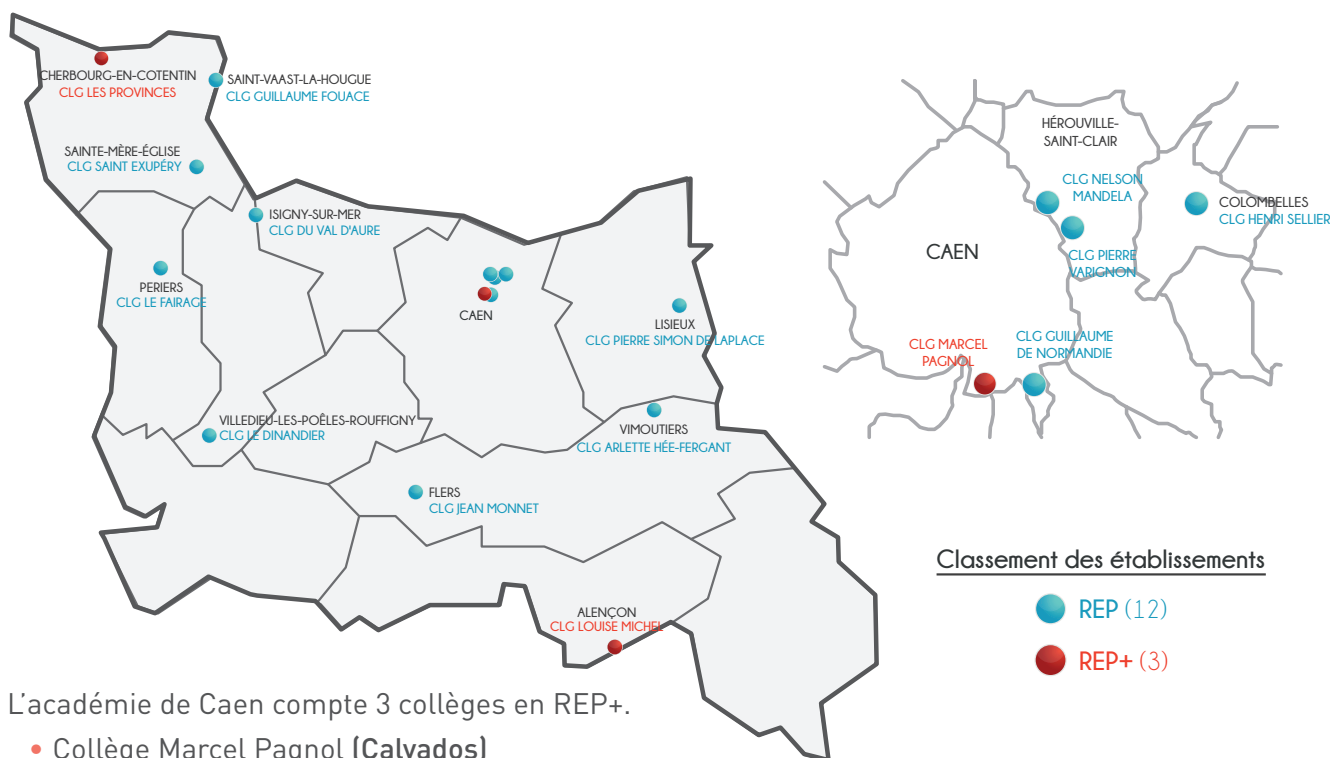 CHERBOURG-EN-COTENTIN
CLG LES PROVINCES
SAINT-VAAST-LA-HOUGUE
CLG GUILLAUME FOUACE
SAINTE-MÈRE-ÉGLISE
CLG SAINT EXUPÉRY
ISIGNY-SUR-MER
CLG DU VAL D'AURE
PERIERS
CLG LE FAIRAGE
CAEN
LISIEUX
CLG PIERRE SIMON DE LAPLACE
VILLEDIEU-LES-POÊLES-ROUFFIGNY
CLG LE DINANDIER
VIMOUTIERS
CLG ARLETTE HÉE-FERGANT
FLERS
CLG JEAN MONNET
ALENÇON
CLG LOUISE MICHEL
HÉROUVILLE-
SAINT-CLAIR
CLG NELSON
MANDELA
COLOMBELLES
CLG HENRI SELLIER
CAEN
CLG PIERRE
VARIGNON
CLG MARCEL
PAGNOL
CLG GUILLAUME
DE NORMANDIE
Classement des établissements
REP (12)
REP+ (3)
L'académie de Caen compte 3 collèges en REP+.
• Collège Marcel Pagnol (Calvados)